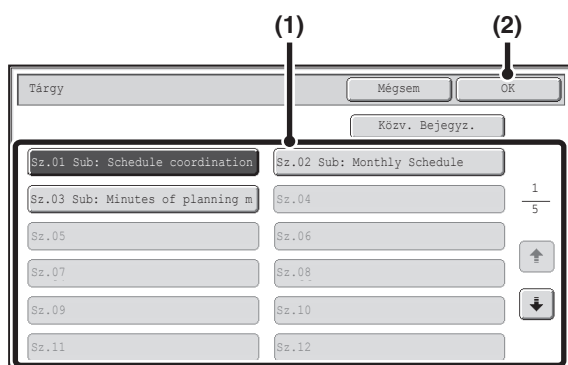 (1) (2)
Tárgy Mégsem OK
Közv. Bejegyz.
Sz.01 Sub: Schedule coordination Sz.02 Sub: Monthly Schedule
Sz.03 Sub: Minutes of planning m Sz.04
1
5
Sz.05 Sz.06
Sz.07 Sz.08
Sz.09 Sz.10
Sz.11 Sz.12